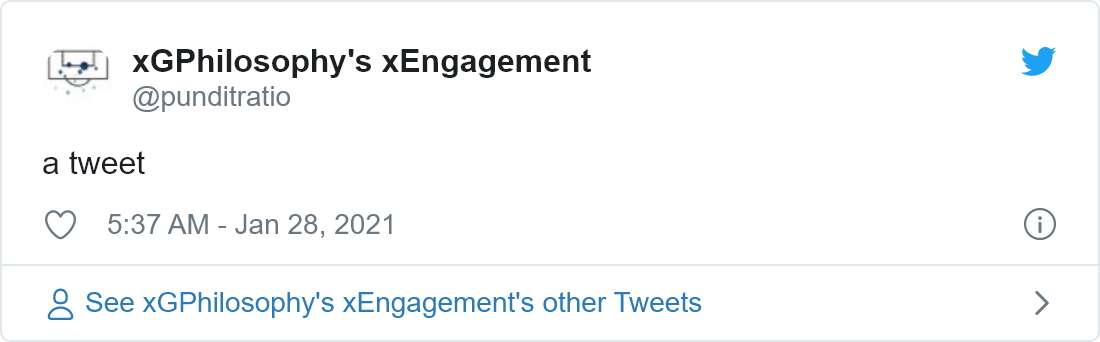 xGPhilosophy's xEngagement
@punditratio
a tweet
5:37 AM - Jan 28, 2021
See xGPhilosophy's xEngagement's other Tweets